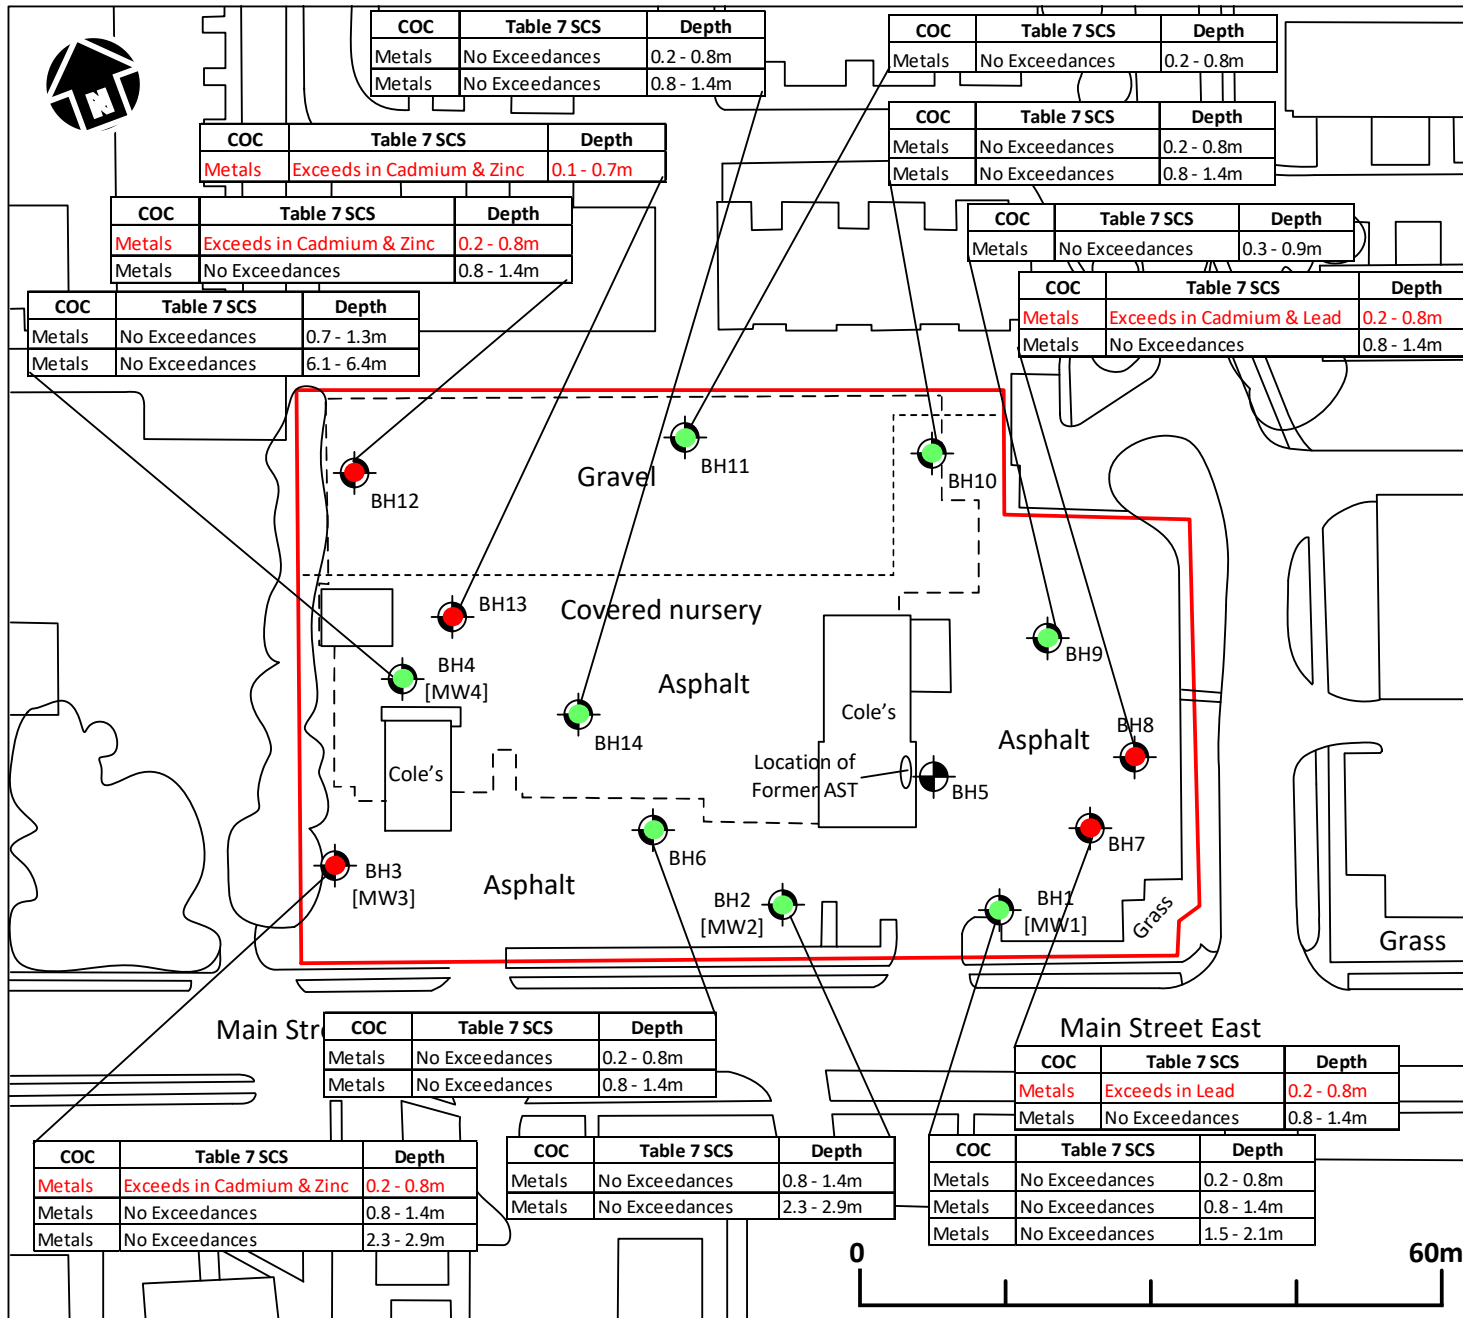 COC Table 7 SCS Depth
Metals No Exceedances 0.2 - 0.8m
Metals No Exceedances 0.8 - 1.4m
COC Table 7 SCS Depth
Metals No Exceedances 0.2 - 0.8m
COC Table 7 SCS Depth
Metals No Exceedances 0.2 - 0.8m
Metals No Exceedances 0.8 - 1.4m
COC Table 7 SCS Depth
Metals Exceeds in Cadmium & Zinc 0.1 - 0.7m
COC Table 7 SCS Depth
Metals Exceeds in Cadmium & Zinc 0.2 - 0.8m
Metals No Exceedances 0.8 - 1.4m
COC Table 7 SCS Depth
Metals No Exceedances 0.3 - 0.9m
COC Table 7 SCS Depth
Metals Exceeds in Cadmium & Lead 0.2 - 0.8m
Metals No Exceedances 0.8 - 1.4m
COC Table 7 SCS Depth
Metals No Exceedances 0.7 - 1.3m
Metals No Exceedances 6.1 - 6.4m
N
BH12
Gravel
BH11
BH10
BH13
Covered nursery
BH4
[MW4]
Asphalt
BH9
BH14
Cole's
Asphalt
BH8
Cole's
Location of
Former AST
BH5
BH7
BH6
BH3
[MW3]
Asphalt
BH2
[MW2]
BH1
[MW1]
Grass
Grass
Main Str
Main Street East
COC Table 7 SCS Depth
Metals No Exceedances 0.2 - 0.8m
Metals No Exceedances 0.8 - 1.4m
COC Table 7 SCS Depth
Metals Exceeds in Lead 0.2 - 0.8m
Metals No Exceedances 0.8 - 1.4m
COC Table 7 SCS Depth
Metals Exceeds in Cadmium & Zinc 0.2 - 0.8m
Metals No Exceedances 0.8 - 1.4m
Metals No Exceedances 2.3 - 2.9m
COC Table 7 SCS Depth
Metals No Exceedances 0.8 - 1.4m
Metals No Exceedances 2.3 - 2.9m
COC Table 7 SCS Depth
Metals No Exceedances 0.2 - 0.8m
Metals No Exceedances 0.8 - 1.4m
Metals No Exceedances 1.5 - 2.1m
0 60m